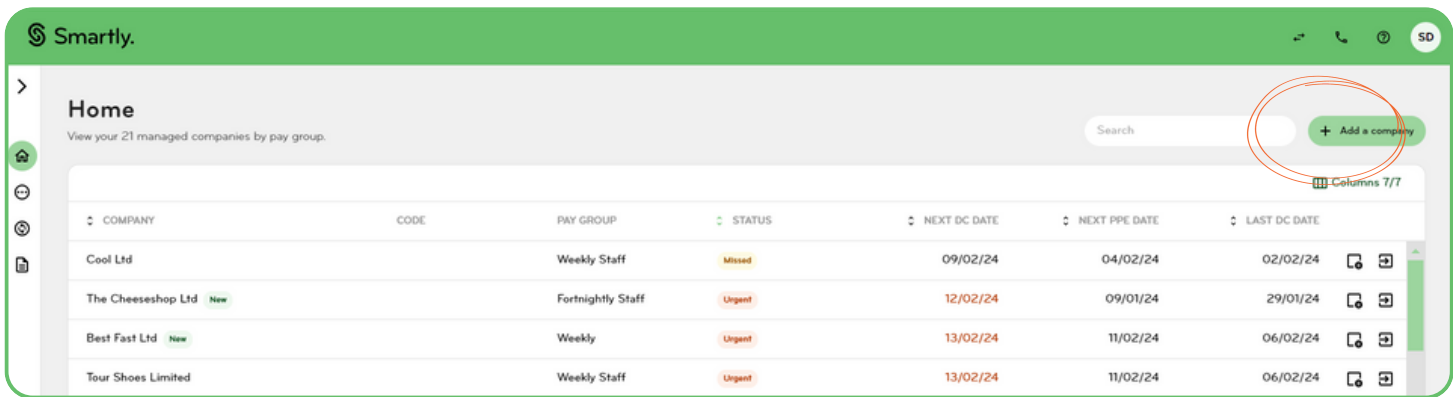 Smartly.
SD
Home
View your 21 managed companies by pay group.
Search
+ Add a company
Columns 7/7
COMPANY CODE PAY GROUP STATUS NEXT DC DATE NEXT PPE DATE LAST DC DATE
Cool Ltd Weekly Staff Missed 09/02/24 04/02/24 02/02/24
The Cheeseshop Ltd New Fortnightly Staff Urgent 12/02/24 09/01/24 29/01/24
Best Fast Ltd New Weekly Urgent 13/02/24 11/02/24 06/02/24
Tour Shoes Limited Weekly Staff Urgent 13/02/24 11/02/24 06/02/24